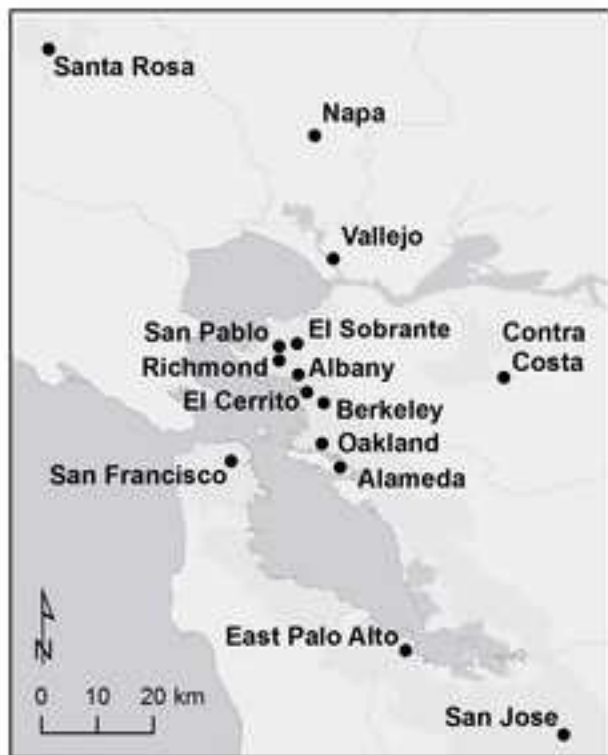 Santa Rosa
Napa
Vallejo
San Pablo
El Sobrante
Contra
Costa
Richmond
Albany
El Cerrito
Berkeley
Oakland
San Francisco
Alameda
East Palo Alto
N
0 10 20 km
San Jose